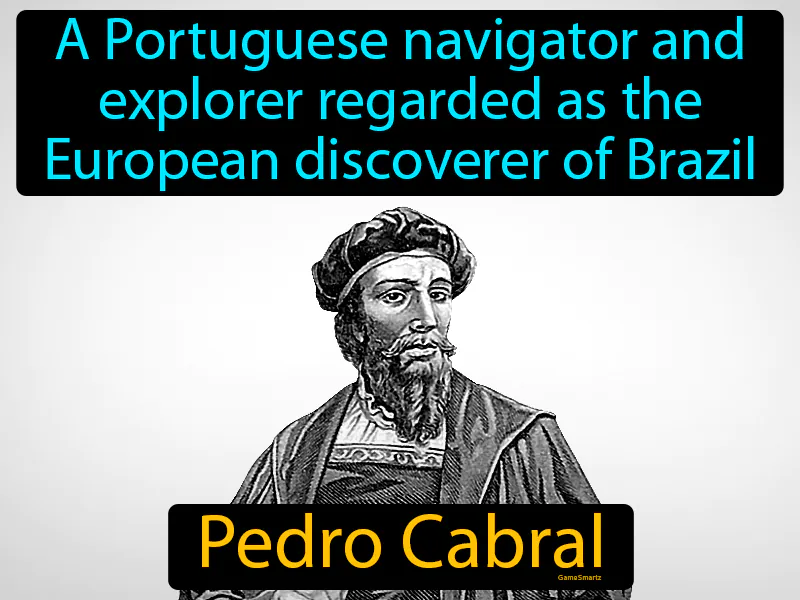 A Portuguese navigator and
explorer regarded as the
European discoverer of Brazil
Pedro Cabral
GameSmartz